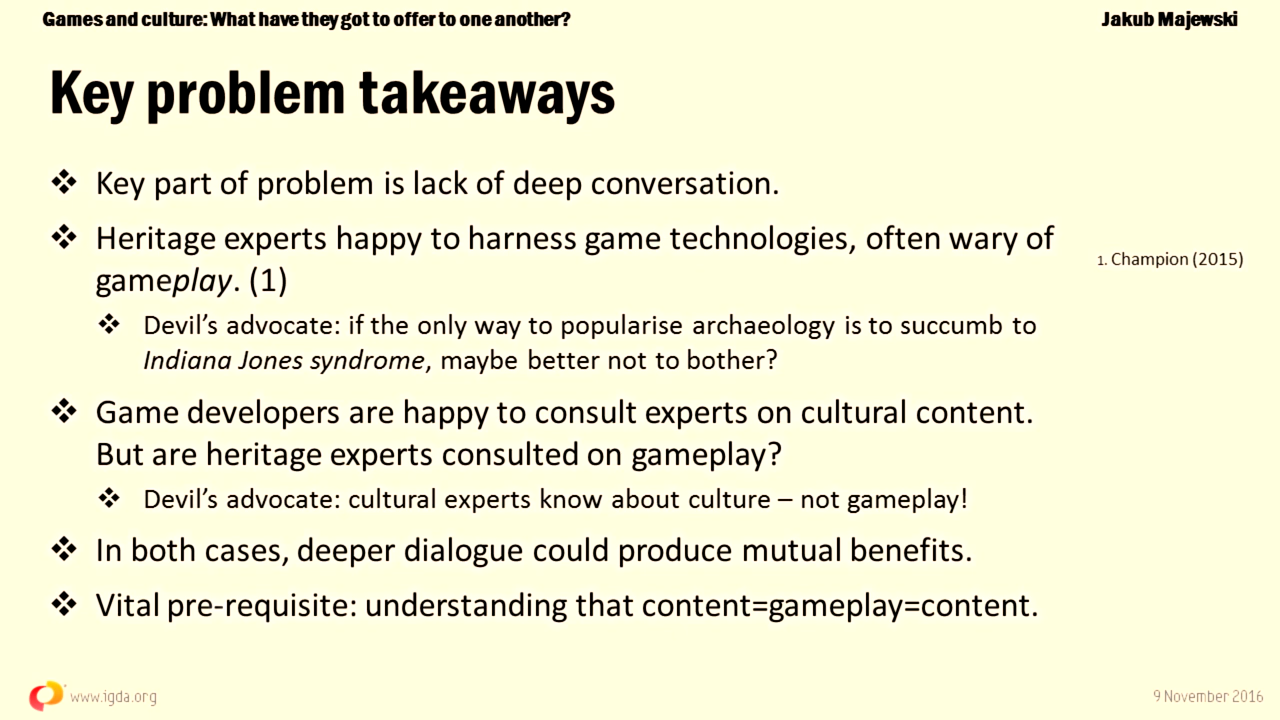 Games and culture: What have they got to offer to one another?
Jakub Majewski
Key problem takeaways
❖ Key part of problem is lack of deep conversation.
❖ Heritage experts happy to harness game technologies, often wary of
gameplay. (1)
1. Champion (2015)
❖ Devil’s advocate: if the only way to popularise archaeology is to succumb to
Indiana Jones syndrome, maybe better not to bother?
❖ Game developers are happy to consult experts on cultural content.
But are heritage experts consulted on gameplay?
❖ Devil’s advocate: cultural experts know about culture – not gameplay!
❖ In both cases, deeper dialogue could produce mutual benefits.
❖ Vital pre-requisite: understanding that content=gameplay=content.
www.igda.org
9 November 2016